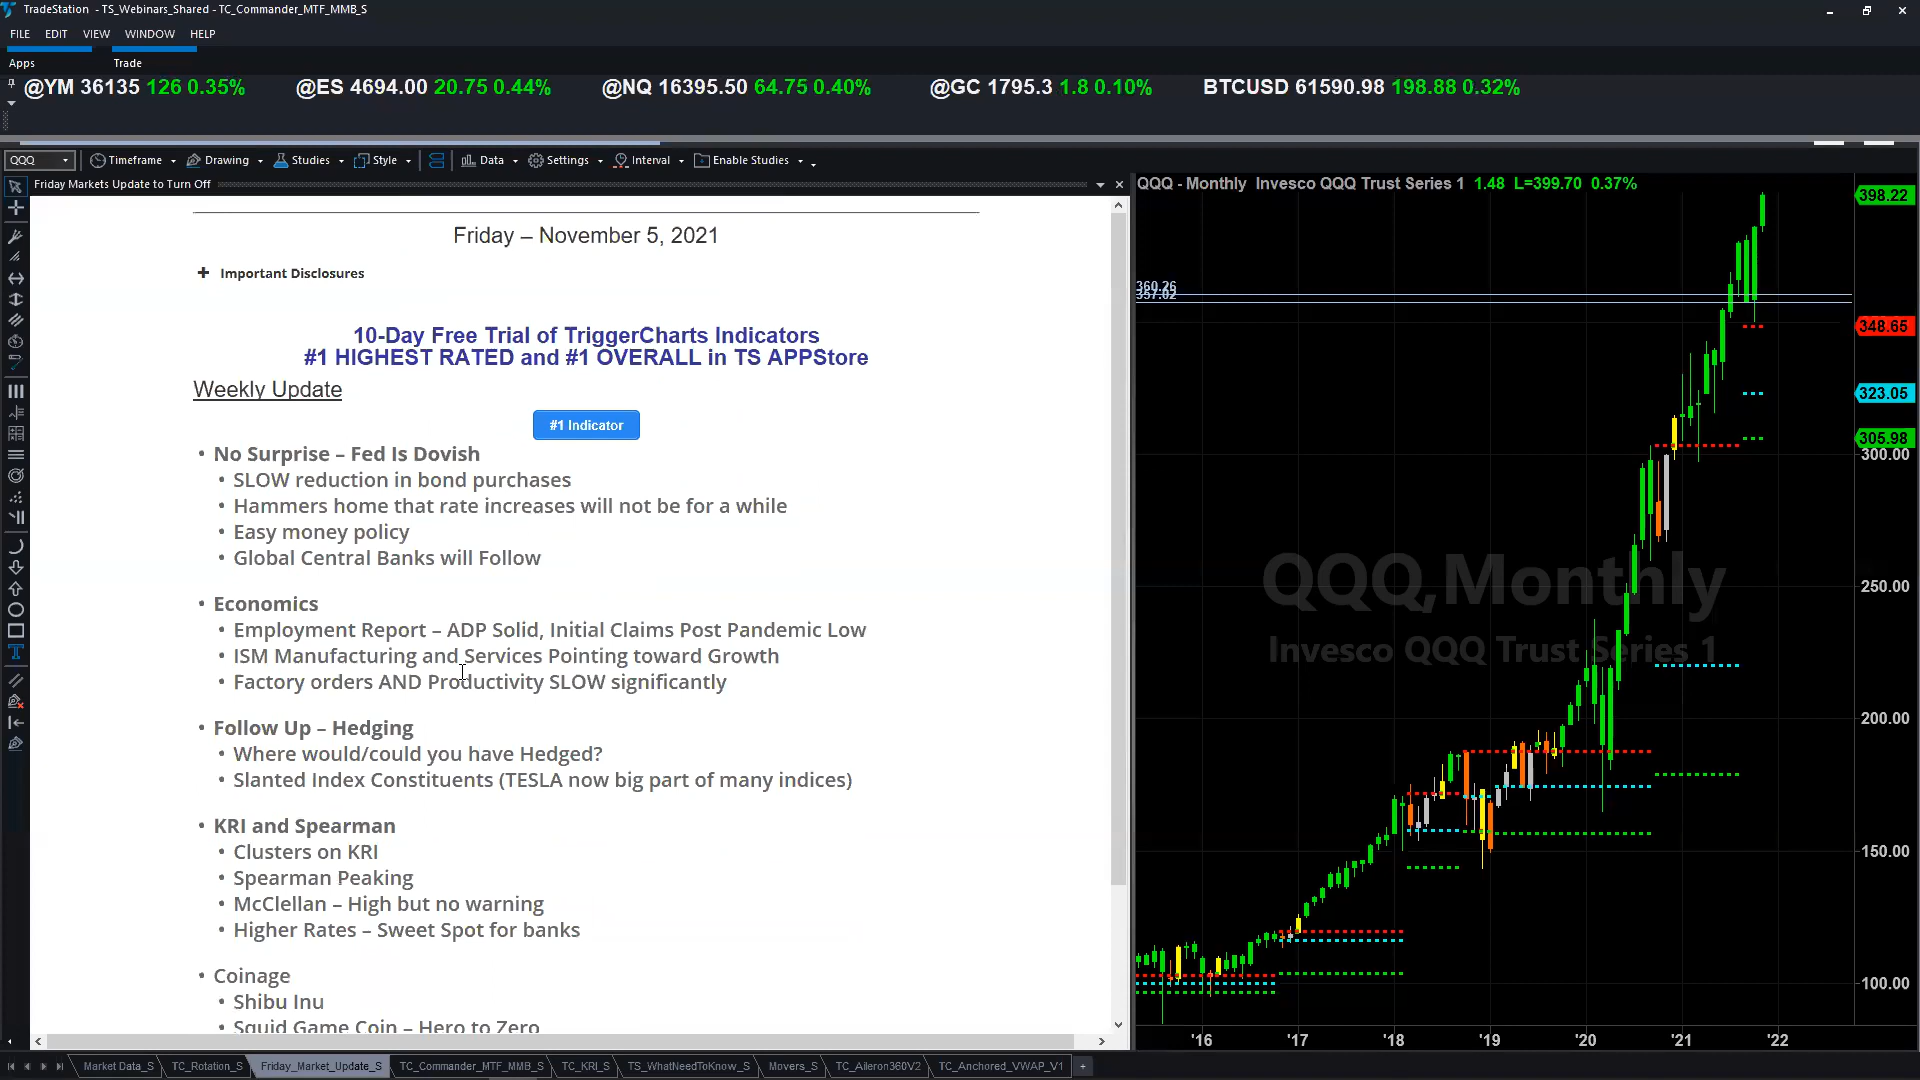 TradeStation - TS_Webinars_Shared - TC_Commander_MTF_MMB_S
FILE EDIT VIEW WINDOW HELP
Apps Trade
@YM 36135 126 0.35% @ES 4694.00 20.75 0.44% @NQ 16395.50 64.75 0.40% @GC 1795.3 1.8 0.10% BTCUSD 61590.98 198.88 0.32%
QQQ Timeframe Drawing Studies Style Data Settings Interval Enable Studies
Friday Markets Update to Turn Off
Friday – November 5, 2021
+ Important Disclosures
10-Day Free Trial of TriggerCharts Indicators
#1 HIGHEST RATED and #1 OVERALL in TS APPStore
Weekly Update
#1 Indicator
• No Surprise – Fed Is Dovish
• SLOW reduction in bond purchases
• Hammers home that rate increases will not be for a while
• Easy money policy
• Global Central Banks will Follow
• Economics
• Employment Report – ADP Solid, Initial Claims Post Pandemic Low
• ISM Manufacturing and Services Pointing toward Growth
• Factory orders AND Productivity SLOW significantly
• Follow Up – Hedging
• Where would/could you have Hedged?
• Slanted Index Constituents (TESLA now big part of many indices)
• KRI and Spearman
• Clusters on KRI
• Spearman Peaking
• McClellan – High but no warning
• Higher Rates – Sweet Spot for banks
• Coinage
• Shibu Inu
• Squid Game Coin – Hero to Zero
QQQ - Monthly Invesco QQQ Trust Series 1 1.48 L=399.70 0.37%
398.22
360.26
357.02
348.65
323.05
305.98
300.00
QQQ,Monthly
Invesco QQQ Trust Series 1
250.00
200.00
150.00
100.00
'16 '17 '18 '19 '20 '21 '22
Market Data_S TC_Rotation_S Friday_Market_Update_S TC_Commander_MTF_MMB_S TC_KRI_S TS_WhatNeedToKnow_S Movers_S TC_Aileron360V2 TC_Anchored_VWAP_V1 +